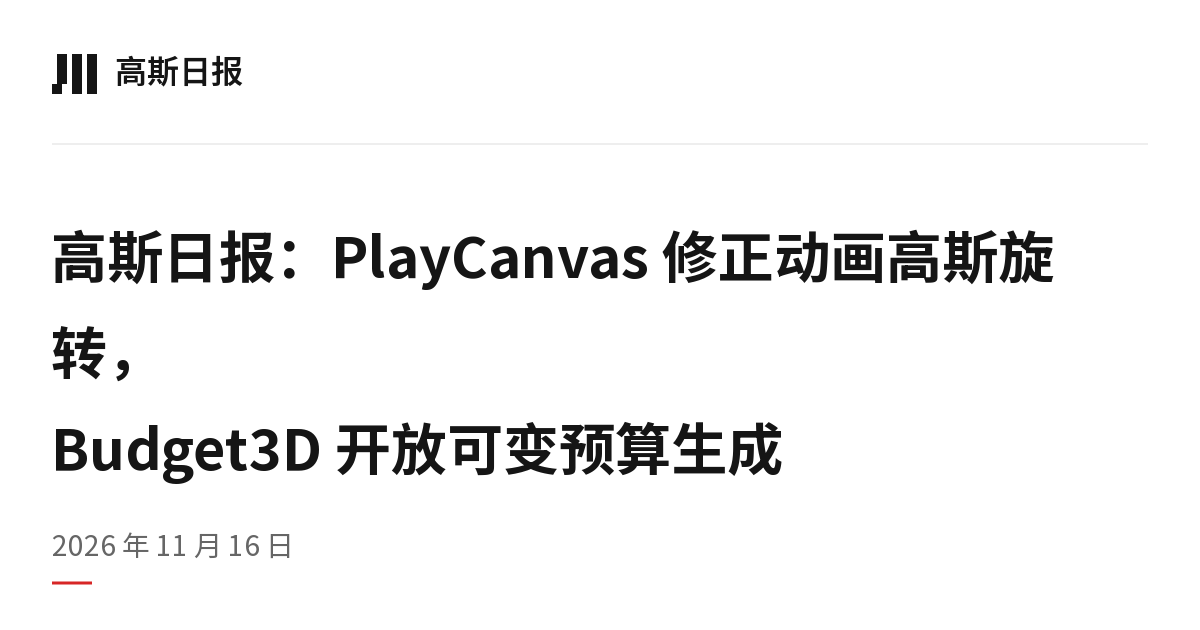 高斯日报
高斯日报：PlayCanvas 修正动画高斯旋
转，
Budget3D 开放可变预算生成
2026 年 11 月 16 日